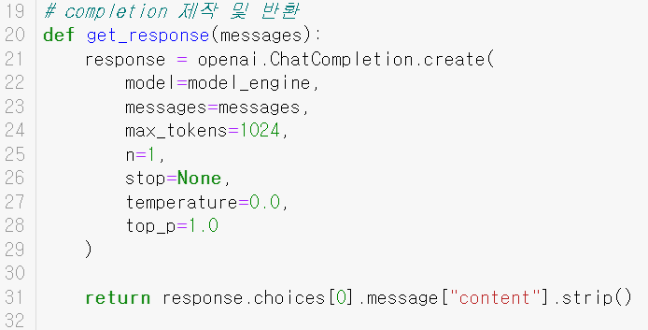 19 # completion 제작 및 반환
20 def get_response(messages):
21     response = openai.ChatCompletion.create(
22         model=model_engine,
23         messages=messages,
24         max_tokens=1024,
25         n=1,
26         stop=None,
27         temperature=0.0,
28         top_p=1.0
29     )
30
31     return response.choices[0].message["content"].strip()
32